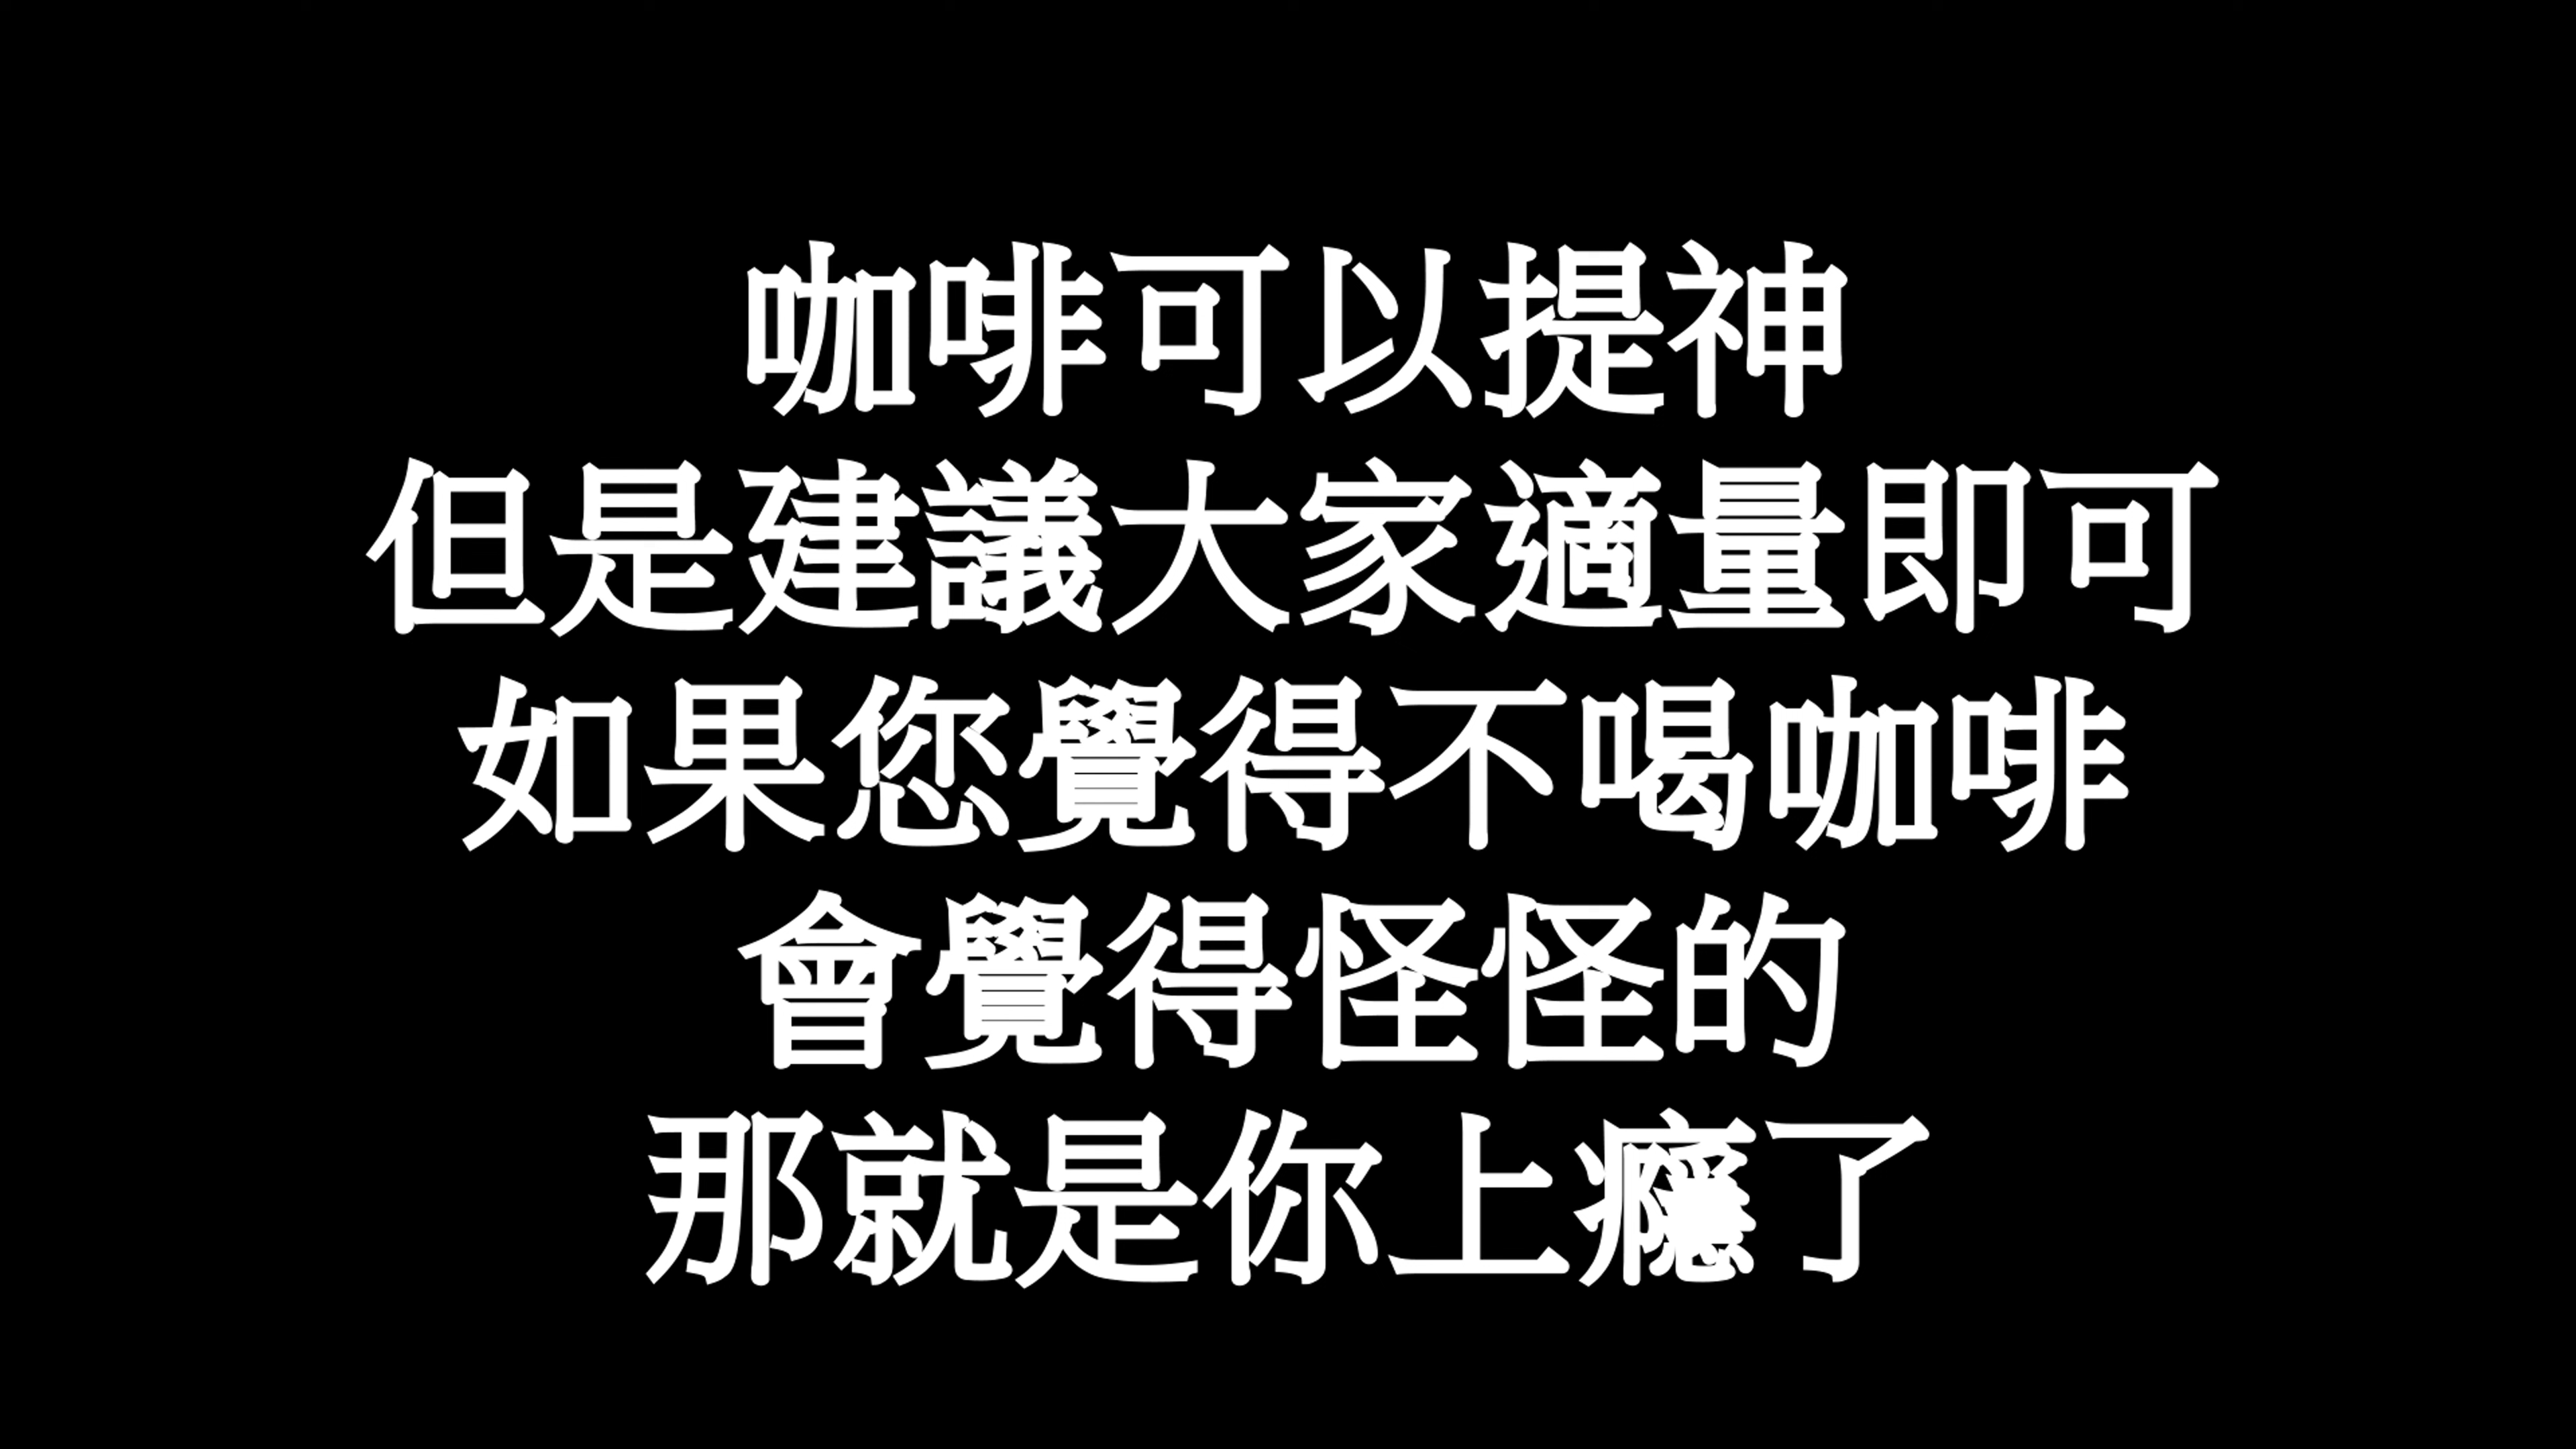 咖啡可以提神
但是建議大家適量即可
如果您覺得不喝咖啡
會覺得怪怪的
那就是你上癮了